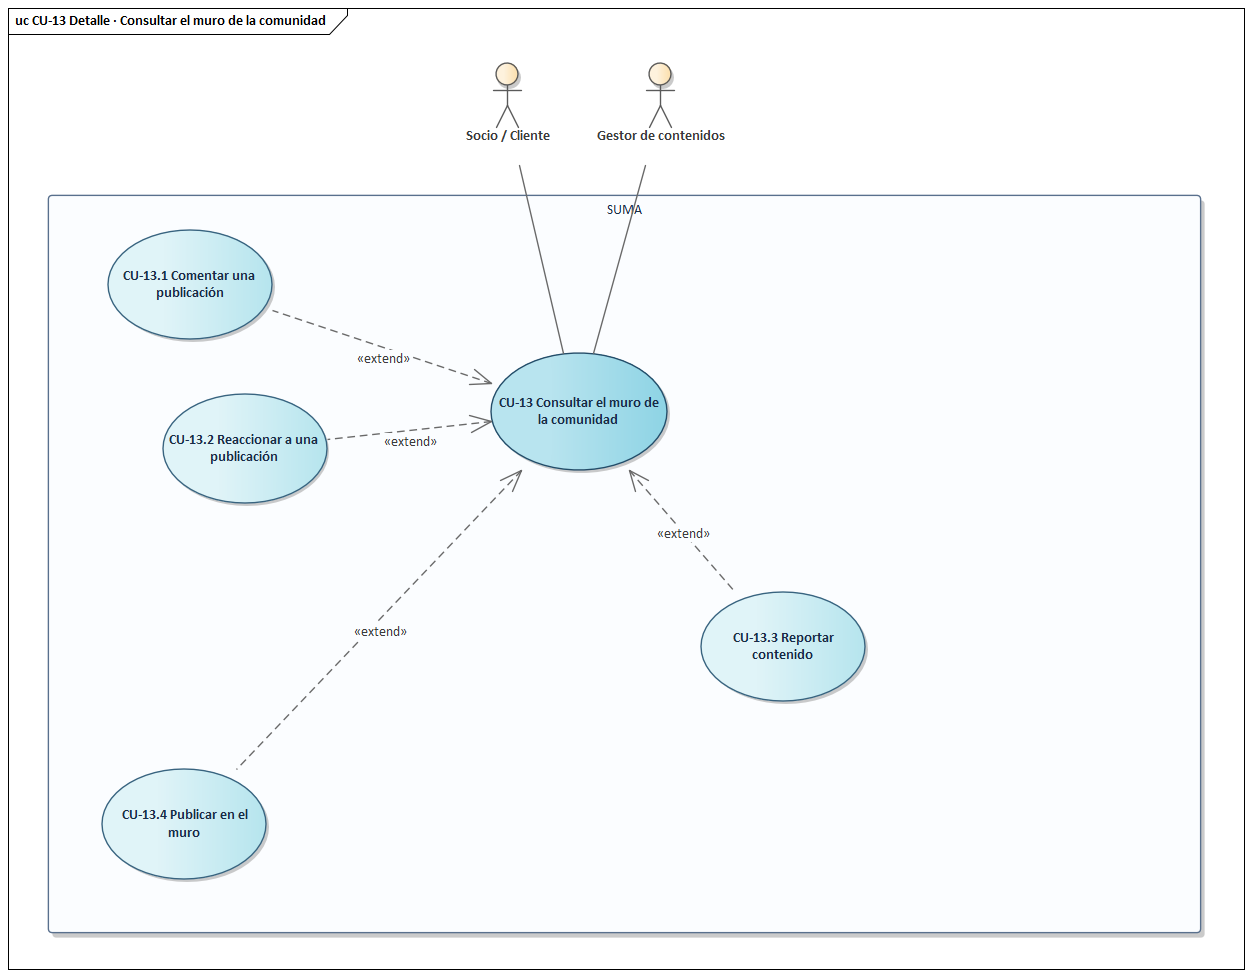 uc CU-13 Detalle · Consultar el muro de la comunidad
Socio / Cliente
Gestor de contenidos
SUMA
CU-13.1 Comentar una
publicación
«extend»
CU-13 Consultar el muro de
la comunidad
CU-13.2 Reaccionar a una
publicación
«extend»
«extend»
CU-13.3 Reportar
contenido
«extend»
CU-13.4 Publicar en el
muro